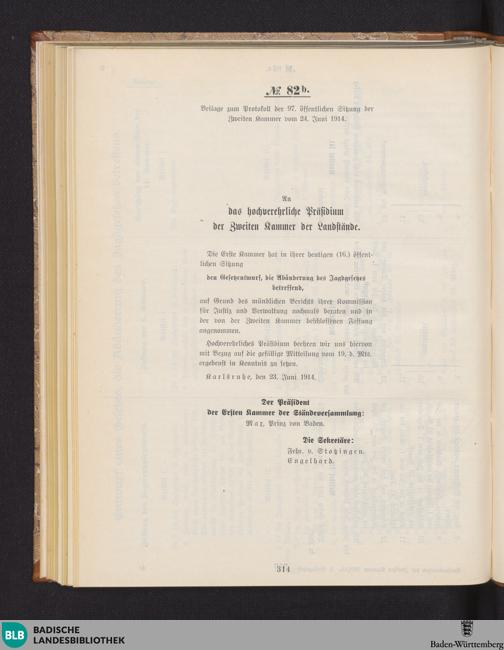 № 82b.
Beilage zum Protokoll der 97. öffentlichen Sitzung der
Zweiten Kammer vom 24. Juni 1914.
An
das hochverehrliche Präsidium
der Zweiten Kammer der Landstände.
Die Erste Kammer hat in ihrer heutigen (16.) öffent-
lichen Sitzung
den Gesetzentwurf, die Abänderung des Jagdgesetzes
betreffend,
auf Grund des mündlichen Berichts ihrer Kommission
für Justiz und Verwaltung nochmals beraten und in
der von der Zweiten Kammer beschlossenen Fassung
angenommen.
Hochverehrliches Präsidium beehren wir uns hiervon
mit Bezug auf die gefällige Mitteilung vom 19. d. Mts.
ergebenst in Kenntnis zu setzen.
Karlsruhe, den 23. Juni 1914.
Der Präsident
der Ersten Kammer der Ständeversammlung:
Max, Prinz von Baden.
Die Sekretäre:
Frhr. v. Stotzingen.
Engelhard.
314
BLB BADISCHE
LANDESBIBLIOTHEK
Baden-Württemberg